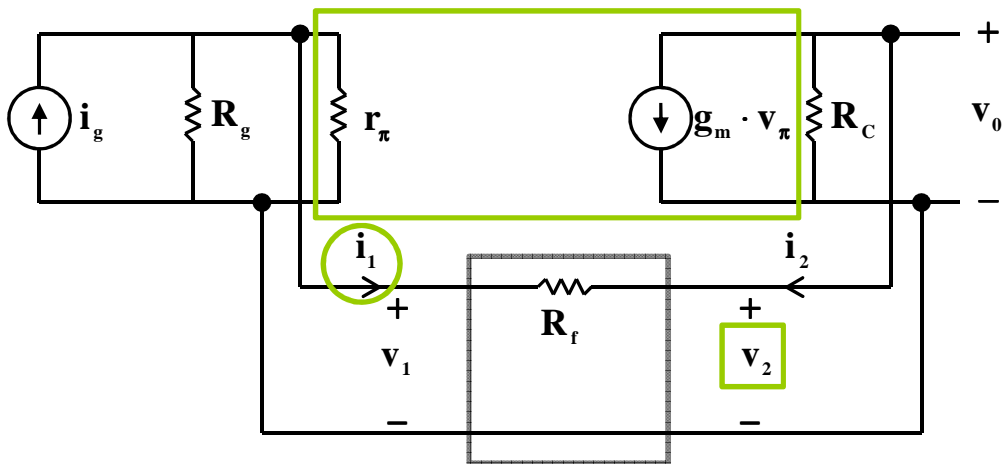 +
i_g R_g r_π g_m · v_π R_C v_0
−
i_1 i_2
+ R_f +
v_1 v_2
− −